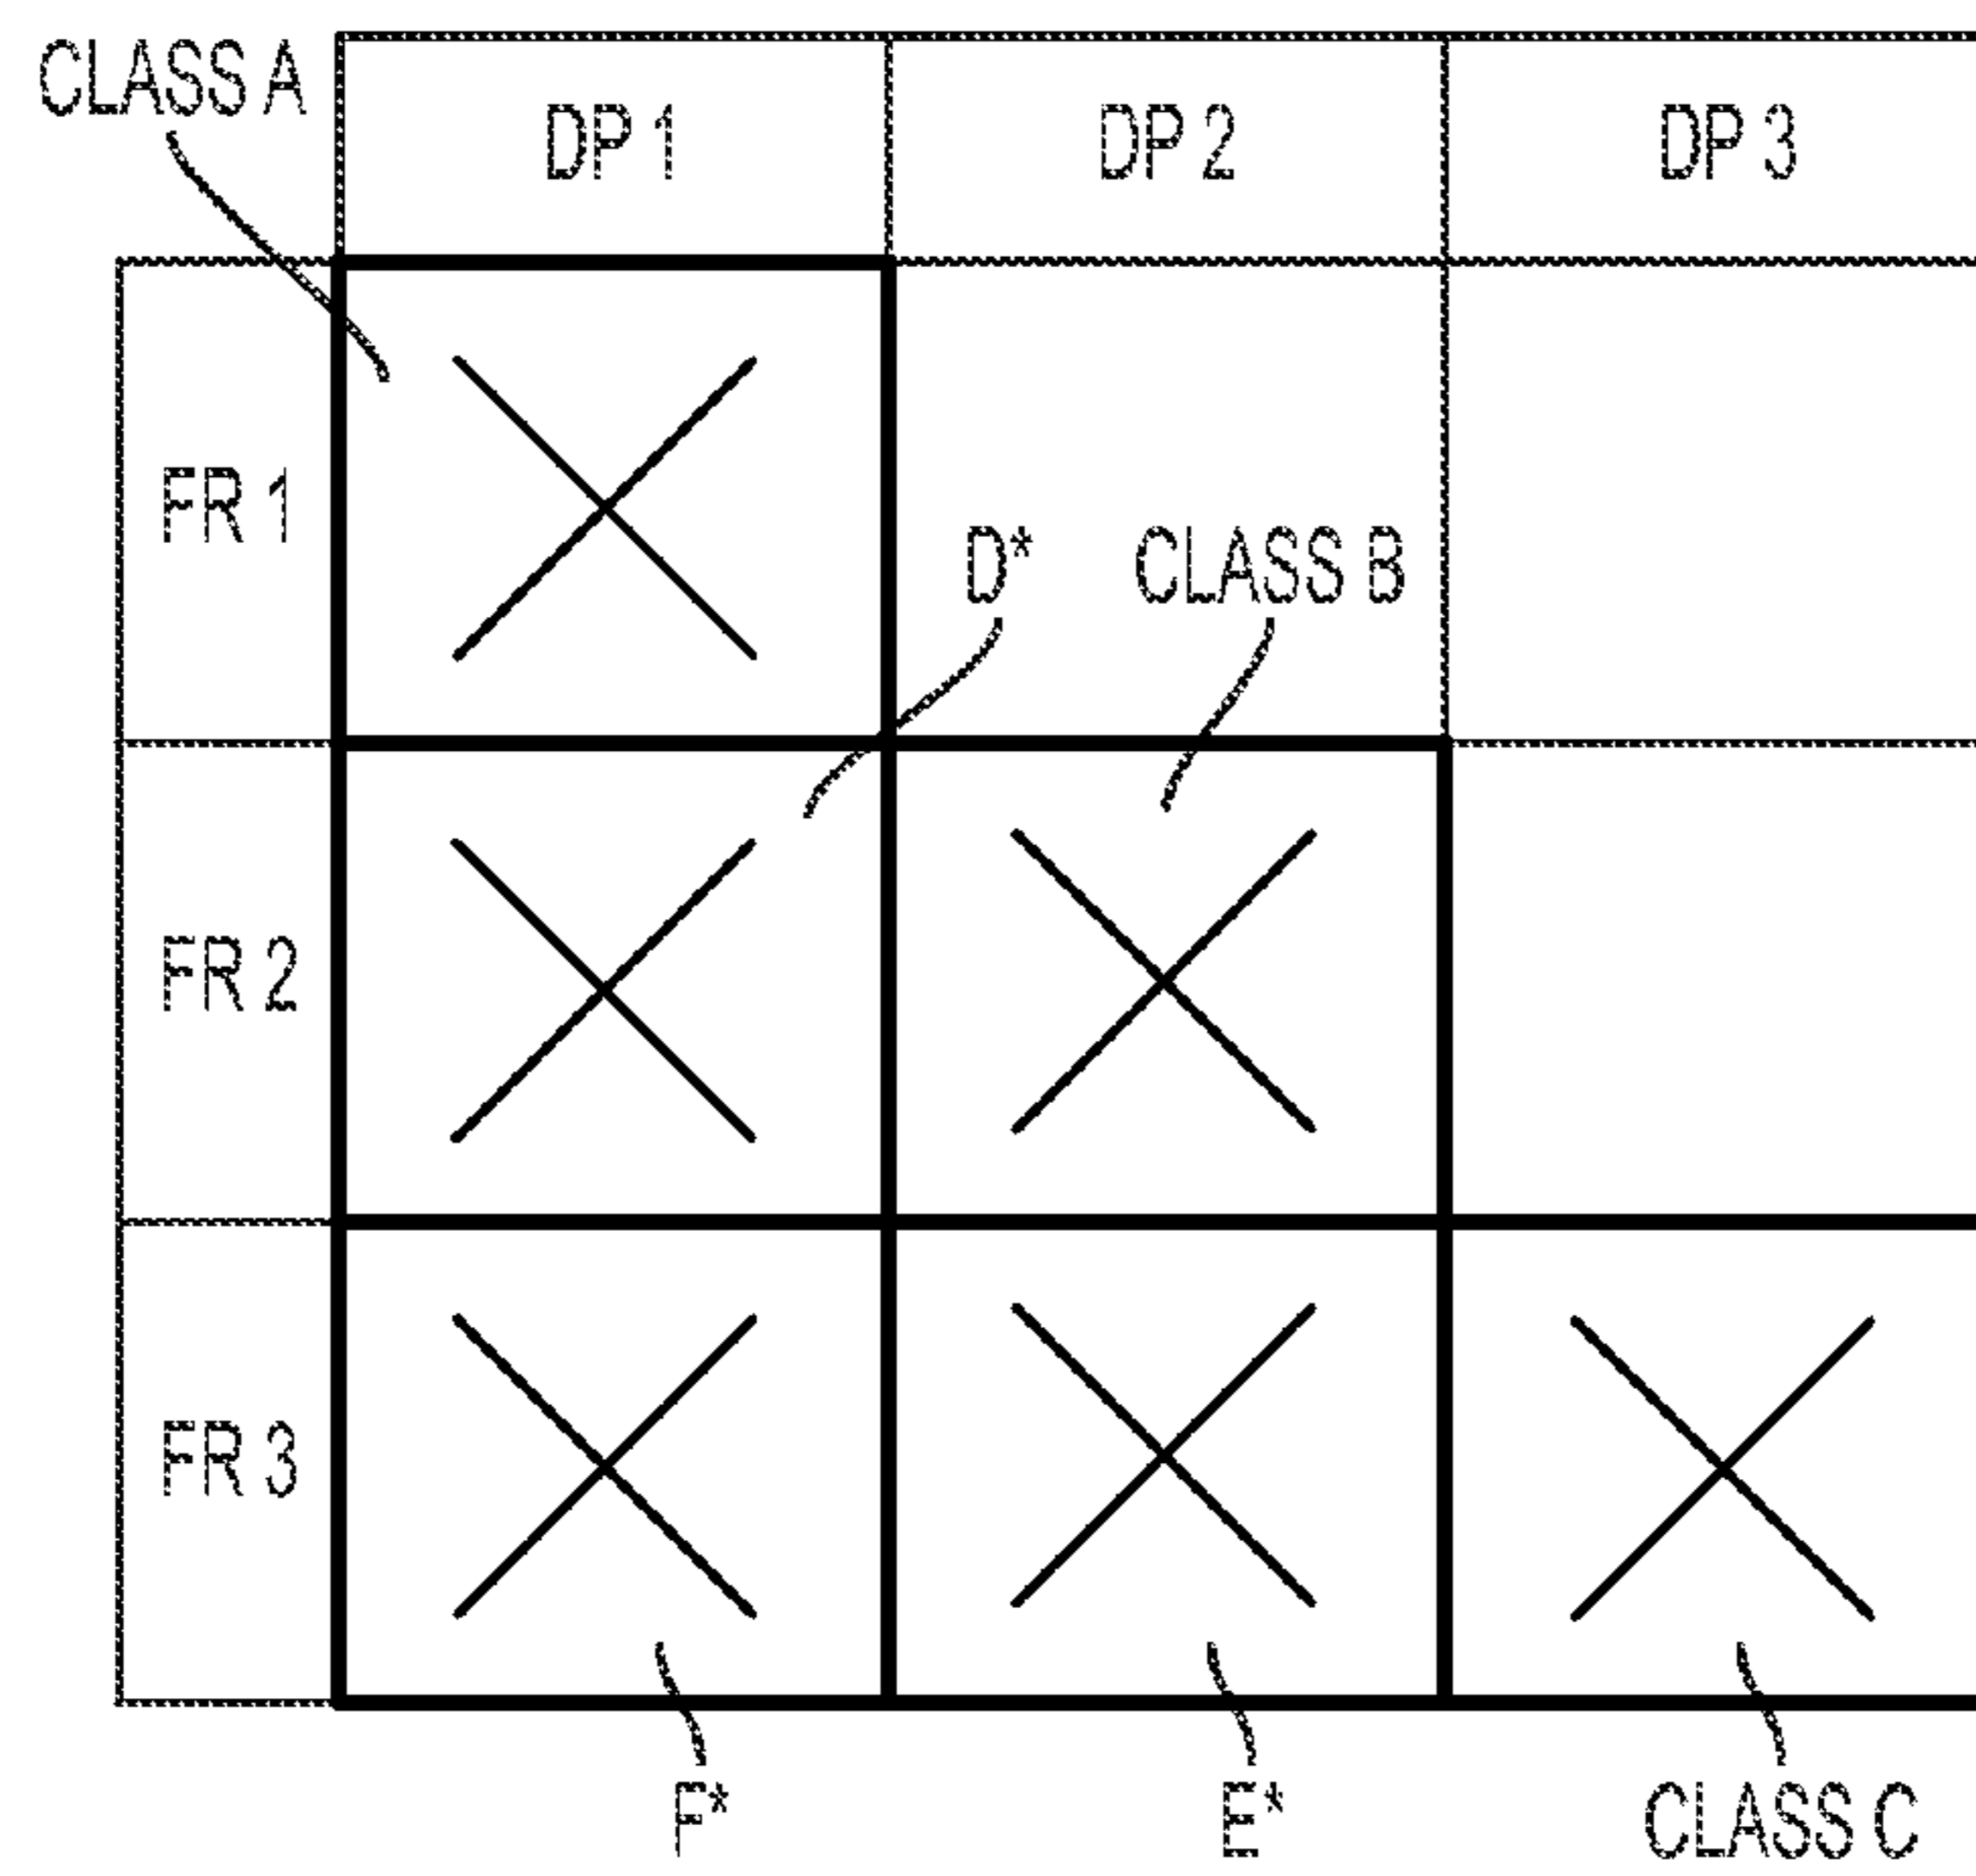 CLASS A
DP 1
DP 2
DP 3
FR 1
D*
CLASS B
FR 2
FR 3
F*
E*
CLASS C